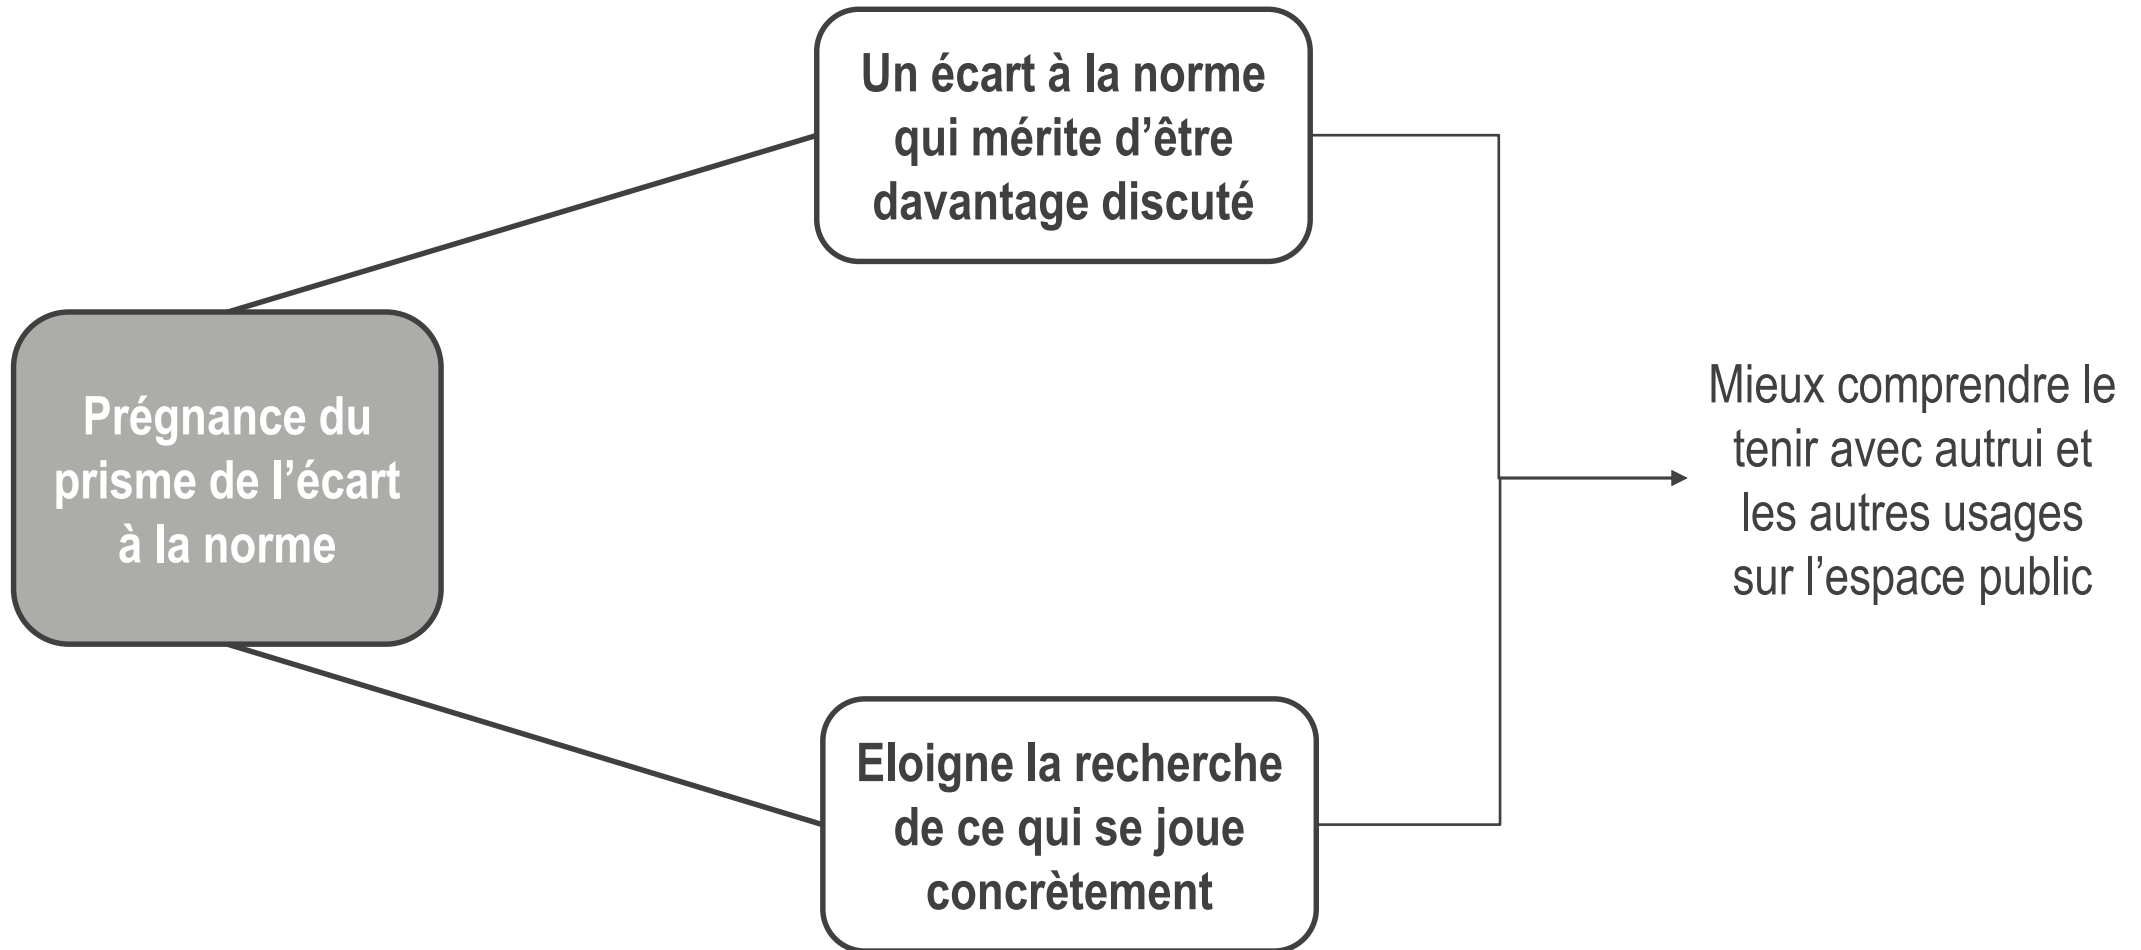 Un écart à la norme
qui mérite d’être
davantage discuté
Prégnance du
prisme de l’écart
à la norme
Mieux comprendre le
tenir avec autrui et
les autres usages
sur l’espace public
Eloigne la recherche
de ce qui se joue
concrètement